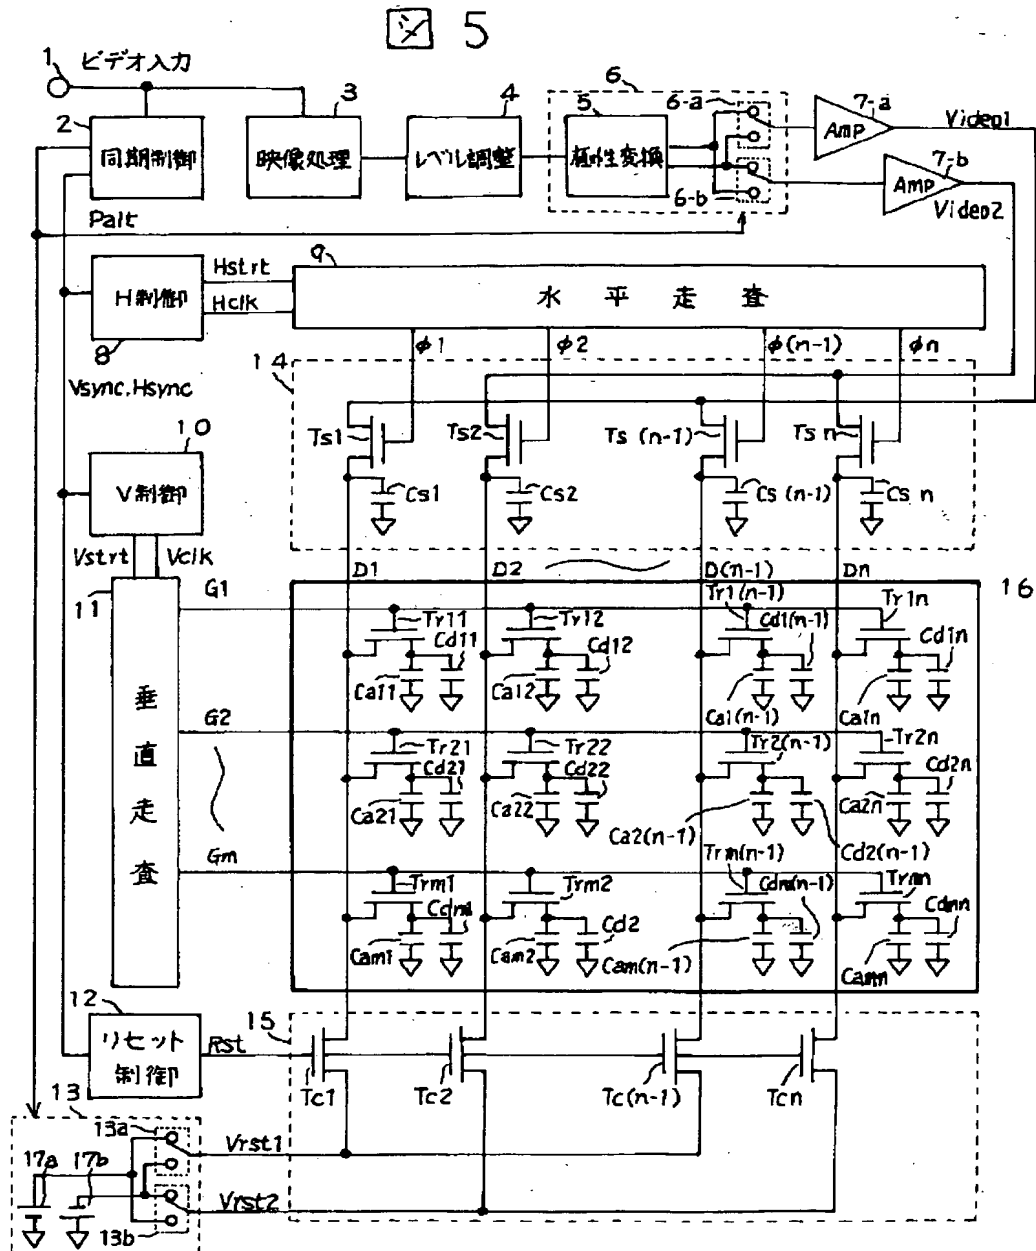 図 5
1 ビデオ入力
2 同期制御
3 映像処理
4 レベル調整
6
5 極性変換
6-a
6-b
7-a AMP Video1
7-b AMP Video2
Palt
H制御
8
Hstrt
Hclk
9
水平走査
φ1 φ2 φ(n-1) φn
14
Vsync.Hsync
Ts1 Ts2 Ts(n-1) Tsn
Cs1 Cs2 Cs(n-1) Csn
10
V制御
Vstrt Vclk
D1 D2 D(n-1) Dn
16
11
垂直走査
G1
Tr11 Tr12 Tr1(n-1) Tr1n
Cd11 Cd12 Cd1(n-1) Cd1n
Ca11 Ca12 Ca1(n-1) Ca1n
G2
Tr21 Tr22 Tr2(n-1) Tr2n
Cd21 Cd22 Cd2n
Ca21 Ca22 Ca2(n-1) Cd2(n-1) Ca2n
Gm
Trm1 Trm2 Trm(n-1) Trmn
Cdm1 Cd2 Cdm(n-1) Cdmn
Cam1 Cam2 Cam(n-1) Camn
12
リセット
制御
Rst
15
Tc1 Tc2 Tc(n-1) Tcn
13
13a
17a 17b
Vrst1
Vrst2
13b